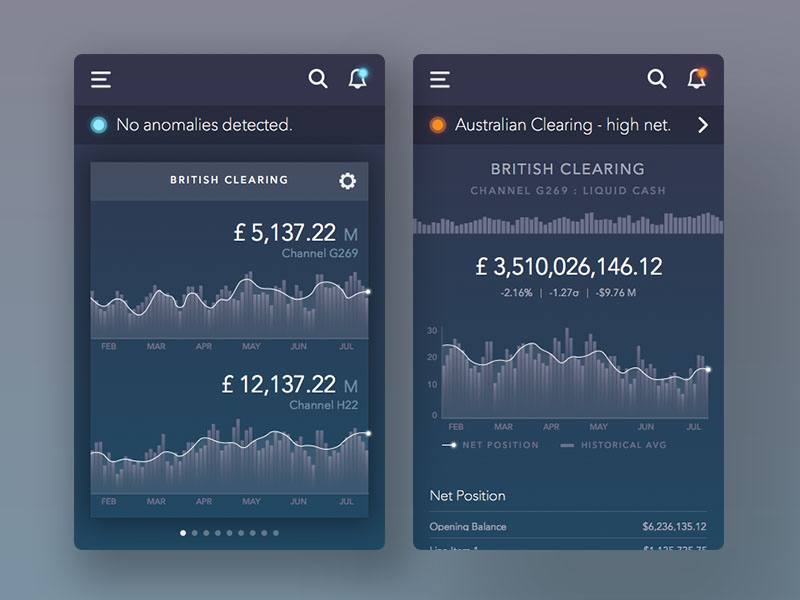 No anomalies detected.
BRITISH CLEARING
£ 5,137.22 M
Channel G269
FEB MAR APR MAY JUN JUL
£ 12,137.22 M
Channel H22
FEB MAR APR MAY JUN JUL
Australian Clearing - high net.
BRITISH CLEARING
CHANNEL G269 : LIQUID CASH
£ 3,510,026,146.12
-2.16% | -1.27σ | -$9.76 M
30
20
10
0
FEB MAR APR MAY JUN JUL
NET POSITION HISTORICAL AVG
Net Position
Opening Balance $6,236,135.12